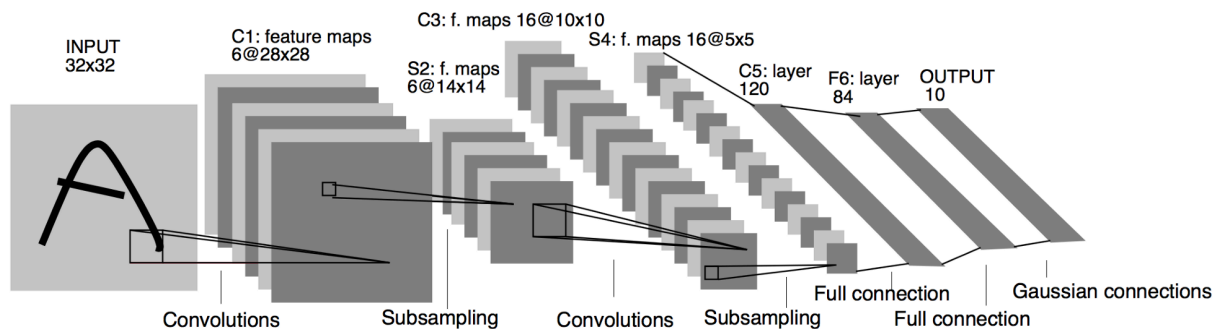 INPUT
32x32
C1: feature maps
6@28x28
S2: f. maps
6@14x14
C3: f. maps 16@10x10
S4: f. maps 16@5x5
C5: layer
120
F6: layer
84
OUTPUT
10
Convolutions
Subsampling
Convolutions
Subsampling
Full connection
Full connection
Gaussian connections
A